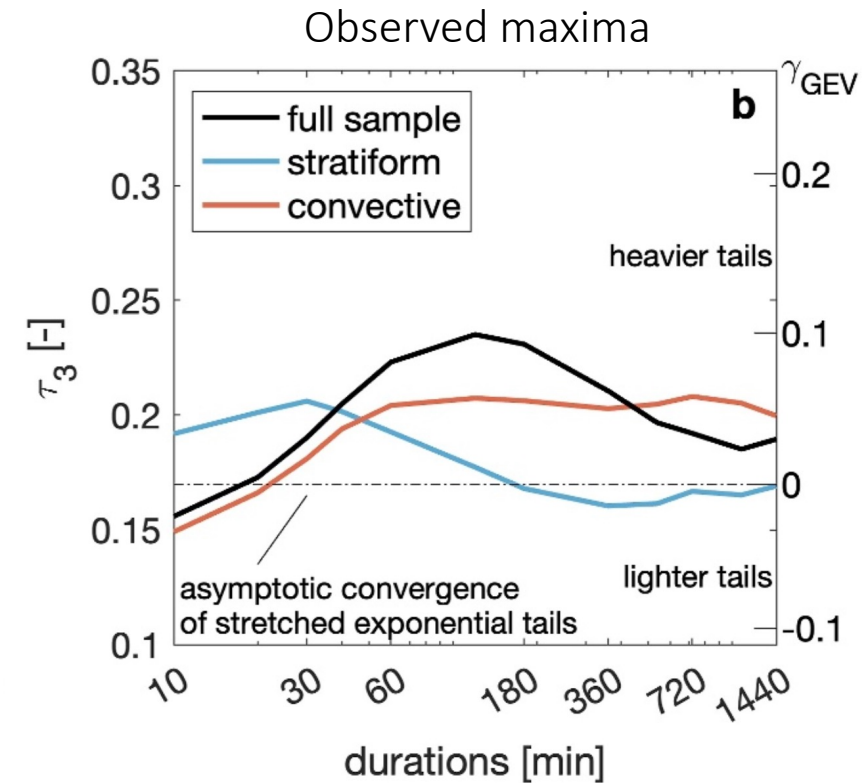 Observed maxima
0.35
0.3
0.25
0.2
0.15
0.1
τ3 [-]
γGEV
b
full sample
stratiform
convective
0.2
heavier tails
0.1
0
lighter tails
-0.1
asymptotic convergence
of stretched exponential tails
10 30 60 180 360 720 1440
durations [min]